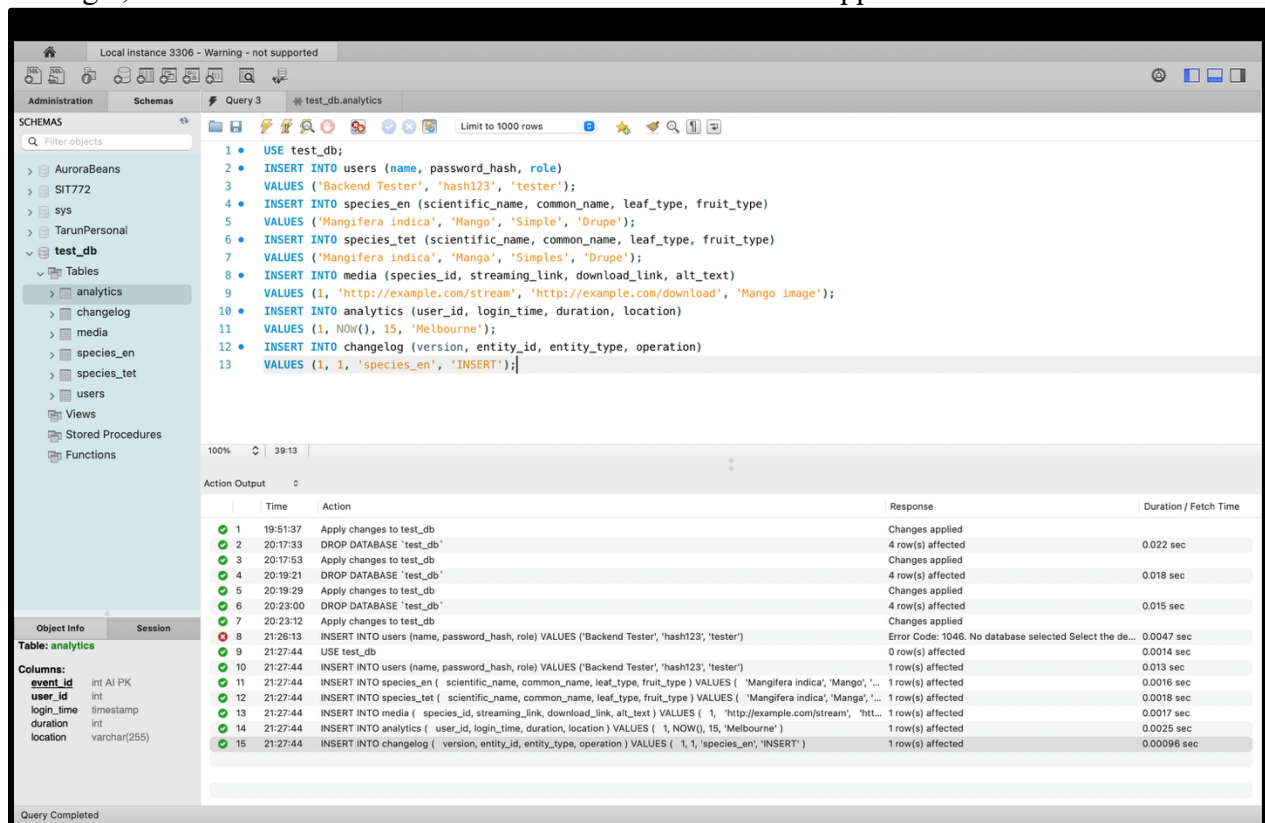 Local instance 3306 - Warning - not supported
Administration Schemas
Query 3 test_db.analytics
SCHEMAS
Filter objects
Limit to 1000 rows
AuroraBeans
SIT772
sys
TarunPersonal
test_db
Tables
analytics
changelog
media
species_en
species_tet
users
Views
Stored Procedures
Functions
1 USE test_db;
2 INSERT INTO users (name, password_hash, role)
3 VALUES ('Backend Tester', 'hash123', 'tester');
4 INSERT INTO species_en (scientific_name, common_name, leaf_type, fruit_type)
5 VALUES ('Mangifera indica', 'Mango', 'Simple', 'Drupe');
6 INSERT INTO species_tet (scientific_name, common_name, leaf_type, fruit_type)
7 VALUES ('Mangifera indica', 'Manga', 'Simples', 'Drupe');
8 INSERT INTO media (species_id, streaming_link, download_link, alt_text)
9 VALUES (1, 'http://example.com/stream', 'http://example.com/download', 'Mango image');
10 INSERT INTO analytics (user_id, login_time, duration, location)
11 VALUES (1, NOW(), 15, 'Melbourne');
12 INSERT INTO changelog (version, entity_id, entity_type, operation)
13 VALUES (1, 1, 'species_en', 'INSERT');
100% 39:13
Action Output
Time Action Response Duration / Fetch Time
1 19:51:37 Apply changes to test_db Changes applied
2 20:17:33 DROP DATABASE `test_db` 4 row(s) affected 0.022 sec
3 20:17:53 Apply changes to test_db Changes applied
4 20:19:21 DROP DATABASE `test_db` 4 row(s) affected 0.018 sec
5 20:19:29 Apply changes to test_db Changes applied
6 20:23:00 DROP DATABASE `test_db` 4 row(s) affected 0.015 sec
7 20:23:12 Apply changes to test_db Changes applied
8 21:26:13 INSERT INTO users (name, password_hash, role) VALUES ('Backend Tester', 'hash123', 'tester') Error Code: 1046. No database selected Select the de... 0.0047 sec
9 21:27:44 USE test_db 0 row(s) affected 0.0014 sec
10 21:27:44 INSERT INTO users (name, password_hash, role) VALUES ('Backend Tester', 'hash123', 'tester') 1 row(s) affected 0.013 sec
11 21:27:44 INSERT INTO species_en ( scientific_name, common_name, leaf_type, fruit_type ) VALUES ( 'Mangifera indica', 'Mango', '... 1 row(s) affected 0.0016 sec
12 21:27:44 INSERT INTO species_tet ( scientific_name, common_name, leaf_type, fruit_type ) VALUES ( 'Mangifera indica', 'Manga', '... 1 row(s) affected 0.0018 sec
13 21:27:44 INSERT INTO media ( species_id, streaming_link, download_link, alt_text ) VALUES ( 1, 'http://example.com/stream', 'htt... 1 row(s) affected 0.0017 sec
14 21:27:44 INSERT INTO analytics ( user_id, login_time, duration, location ) VALUES ( 1, NOW(), 15, 'Melbourne' ) 1 row(s) affected 0.0025 sec
15 21:27:44 INSERT INTO changelog ( version, entity_id, entity_type, operation ) VALUES ( 1, 1, 'species_en', 'INSERT' ) 1 row(s) affected 0.00096 sec
Object Info Session
Table: analytics
Columns:
event_id int AI PK
user_id int
login_time timestamp
duration int
location varchar(255)
Query Completed